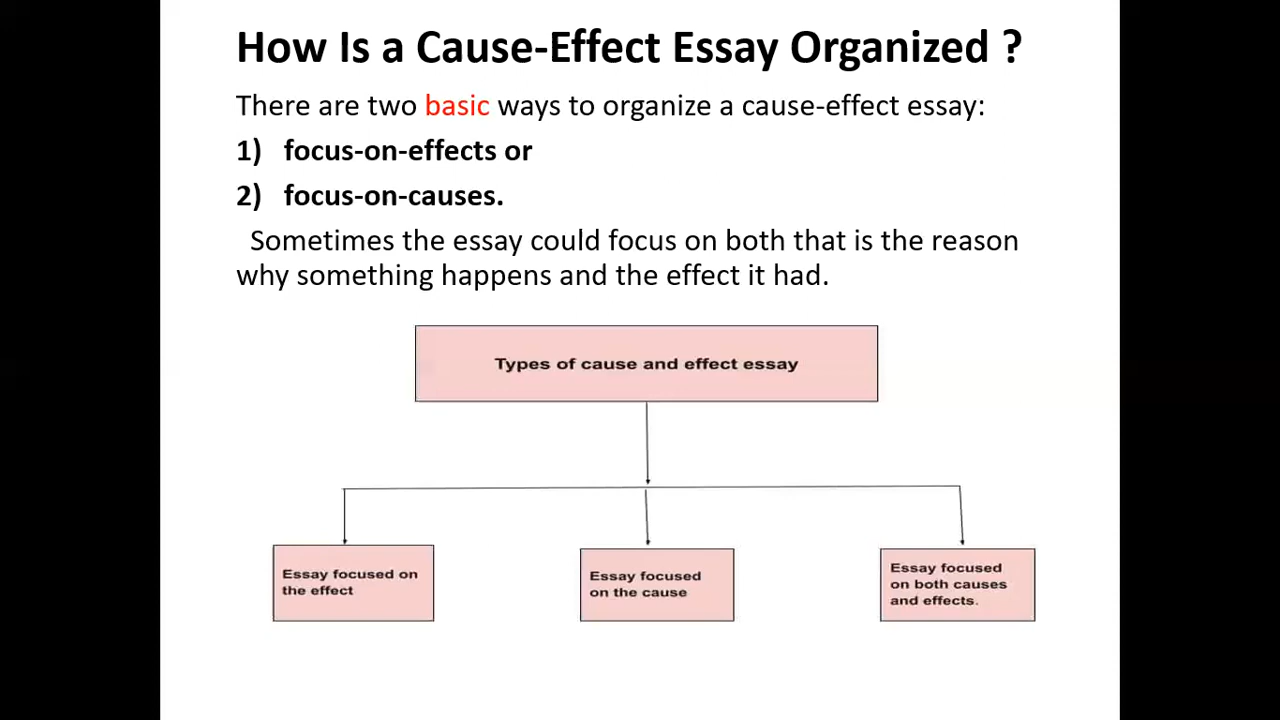 How Is a Cause-Effect Essay Organized ?
There are two basic ways to organize a cause-effect essay:
1) focus-on-effects or
2) focus-on-causes.
Sometimes the essay could focus on both that is the reason
why something happens and the effect it had.
Types of cause and effect essay
Essay focused on
the effect
Essay focused
on the cause
Essay focused
on both causes
and effects.